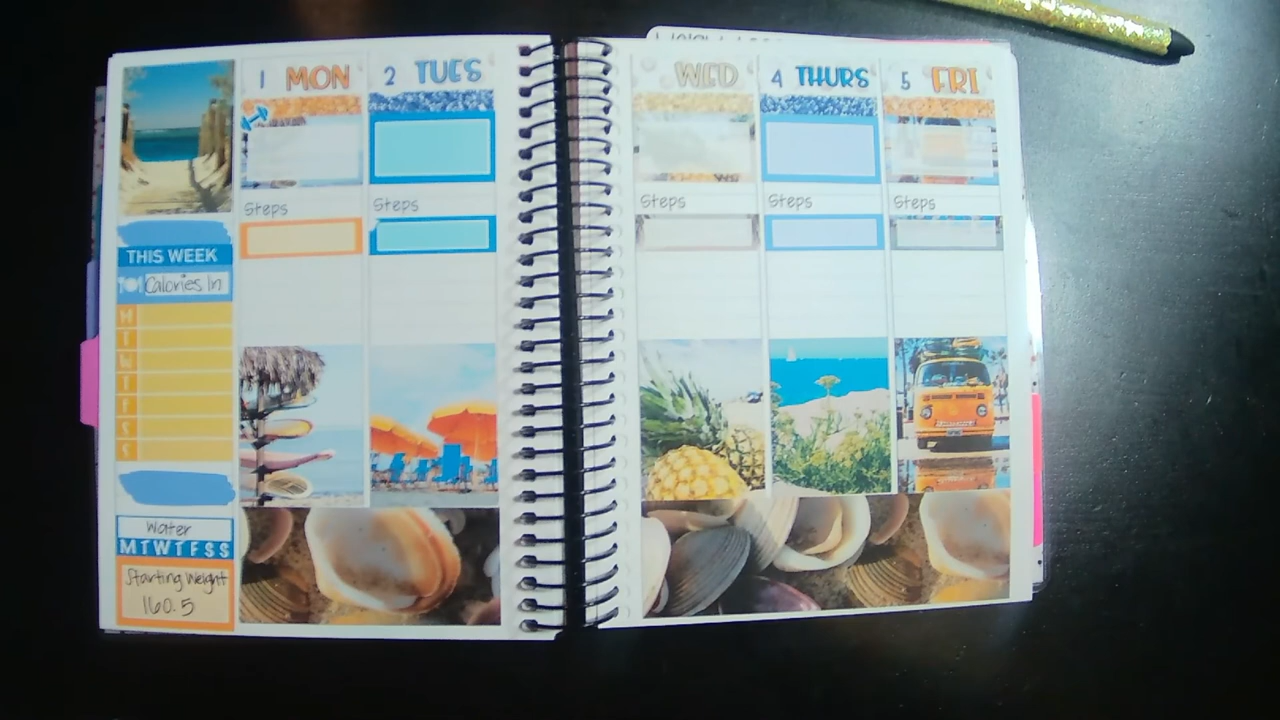 1 MON
2 TUES
WED
4 THURS
5 FRI
Steps
Steps
Steps
Steps
Steps
THIS WEEK
Calories In
M
T
W
T
F
S
S
Water
M T W T F S S
Starting Weight
160.5